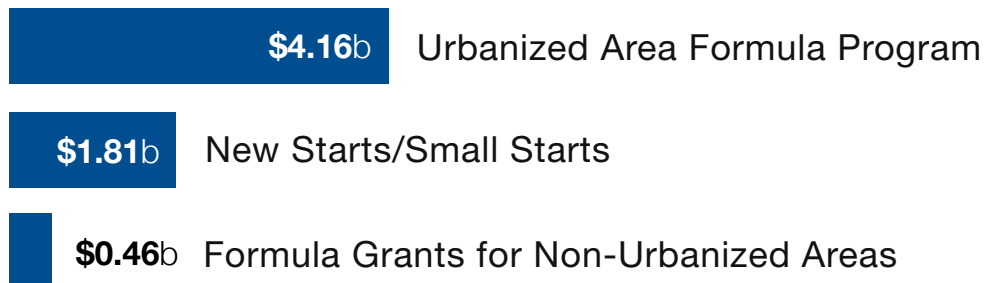 $4.16b Urbanized Area Formula Program
$1.81b New Starts/Small Starts
$0.46b Formula Grants for Non-Urbanized Areas